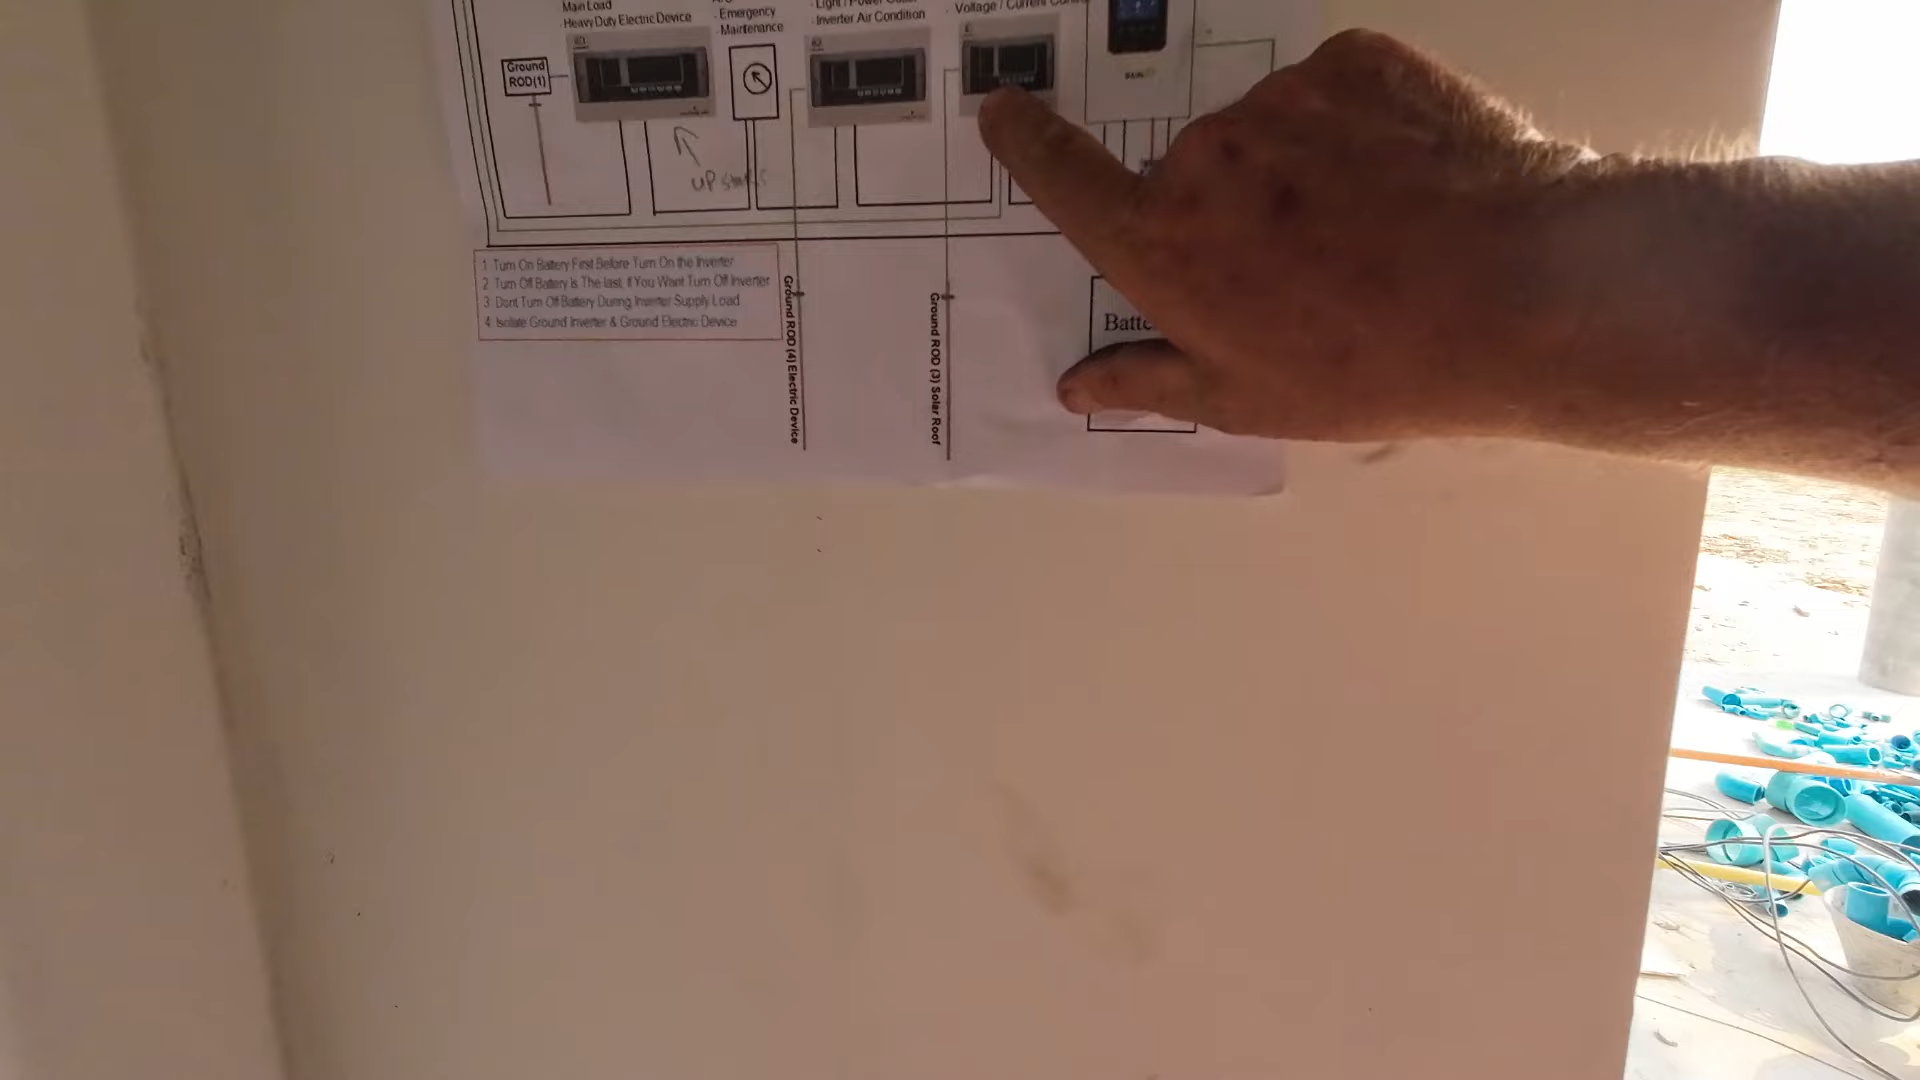 Main Load
Heavy Duty Electric Device
Emergency
Maintenance
Inverter Air Condition
Voltage / Current
Ground
ROD(1)
UP stairs
1 Turn On Battery First Before Turn On the Inverter
2 Turn Off Battery Is The last, if You Want Turn Off Inverter
3 Dont Turn Off Battery During Inverter Supply Load
4 Isolate Ground Inverter & Ground Electric Device
Ground ROD (4) Electric Device
Ground ROD (3) Solar Roof